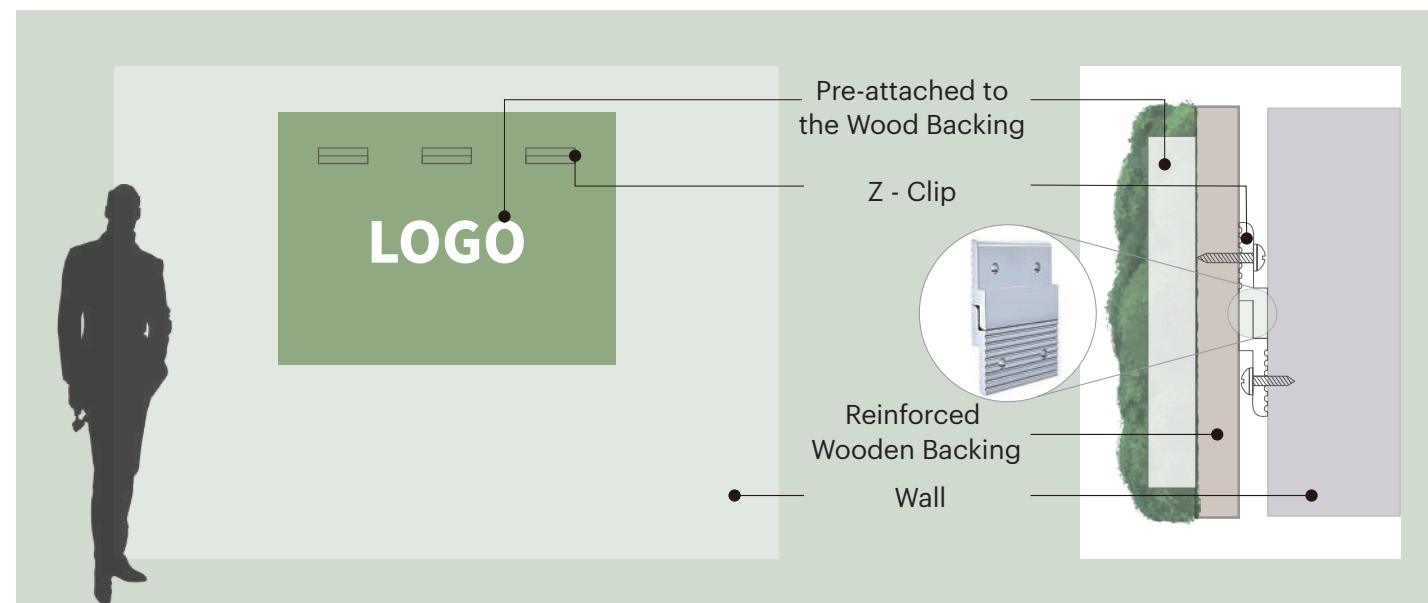 Pre-attached to
the Wood Backing
Z - Clip
LOGO
Reinforced
Wooden Backing
Wall